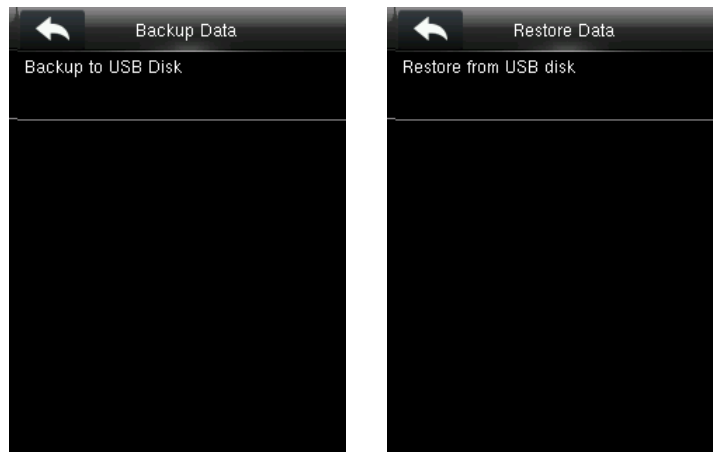 Backup Data
Backup to USB Disk
Restore Data
Restore from USB disk